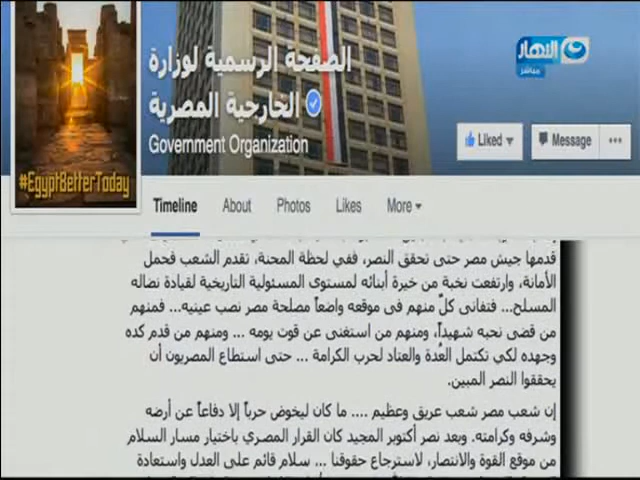 النهار
مباشر
الصفحة الرسمية لوزارة
الخارجية المصرية
Government Organization
Liked
Message
#EgyptBetterToday
Timeline About Photos Likes More
قدمها جيش مصر حتى تحقق النصر، ففي لحظة المحنة، تقدم الشعب فحمل
الأمانة، وارتفعت نخبة من خيرة أبنائه لمستوى المسئولية التاريخية لقيادة نضاله
المسلح... فتفانى كلٌ منهم في موقعه واضعاً مصلحة مصر نصب عينيه... فمنهم
من قضى نحبه شهيداً، ومنهم من استغنى عن قوت يومه ... ومنهم من قدم كده
وجهده لكي تكتمل العُدة والعتاد لحرب الكرامة ... حتى استطاع المصريون أن
يحققوا النصر المبين.
إن شعب مصر شعب عريق وعظيم .... ما كان ليخوض حرباً إلا دفاعاً عن أرضه
وشرفه وكرامته. وبعد نصر أكتوبر المجيد كان القرار المصري باختيار مسار السلام
من موقع القوة والانتصار، لاسترجاع حقوقنا ... سلام قائم على العدل واستعادة